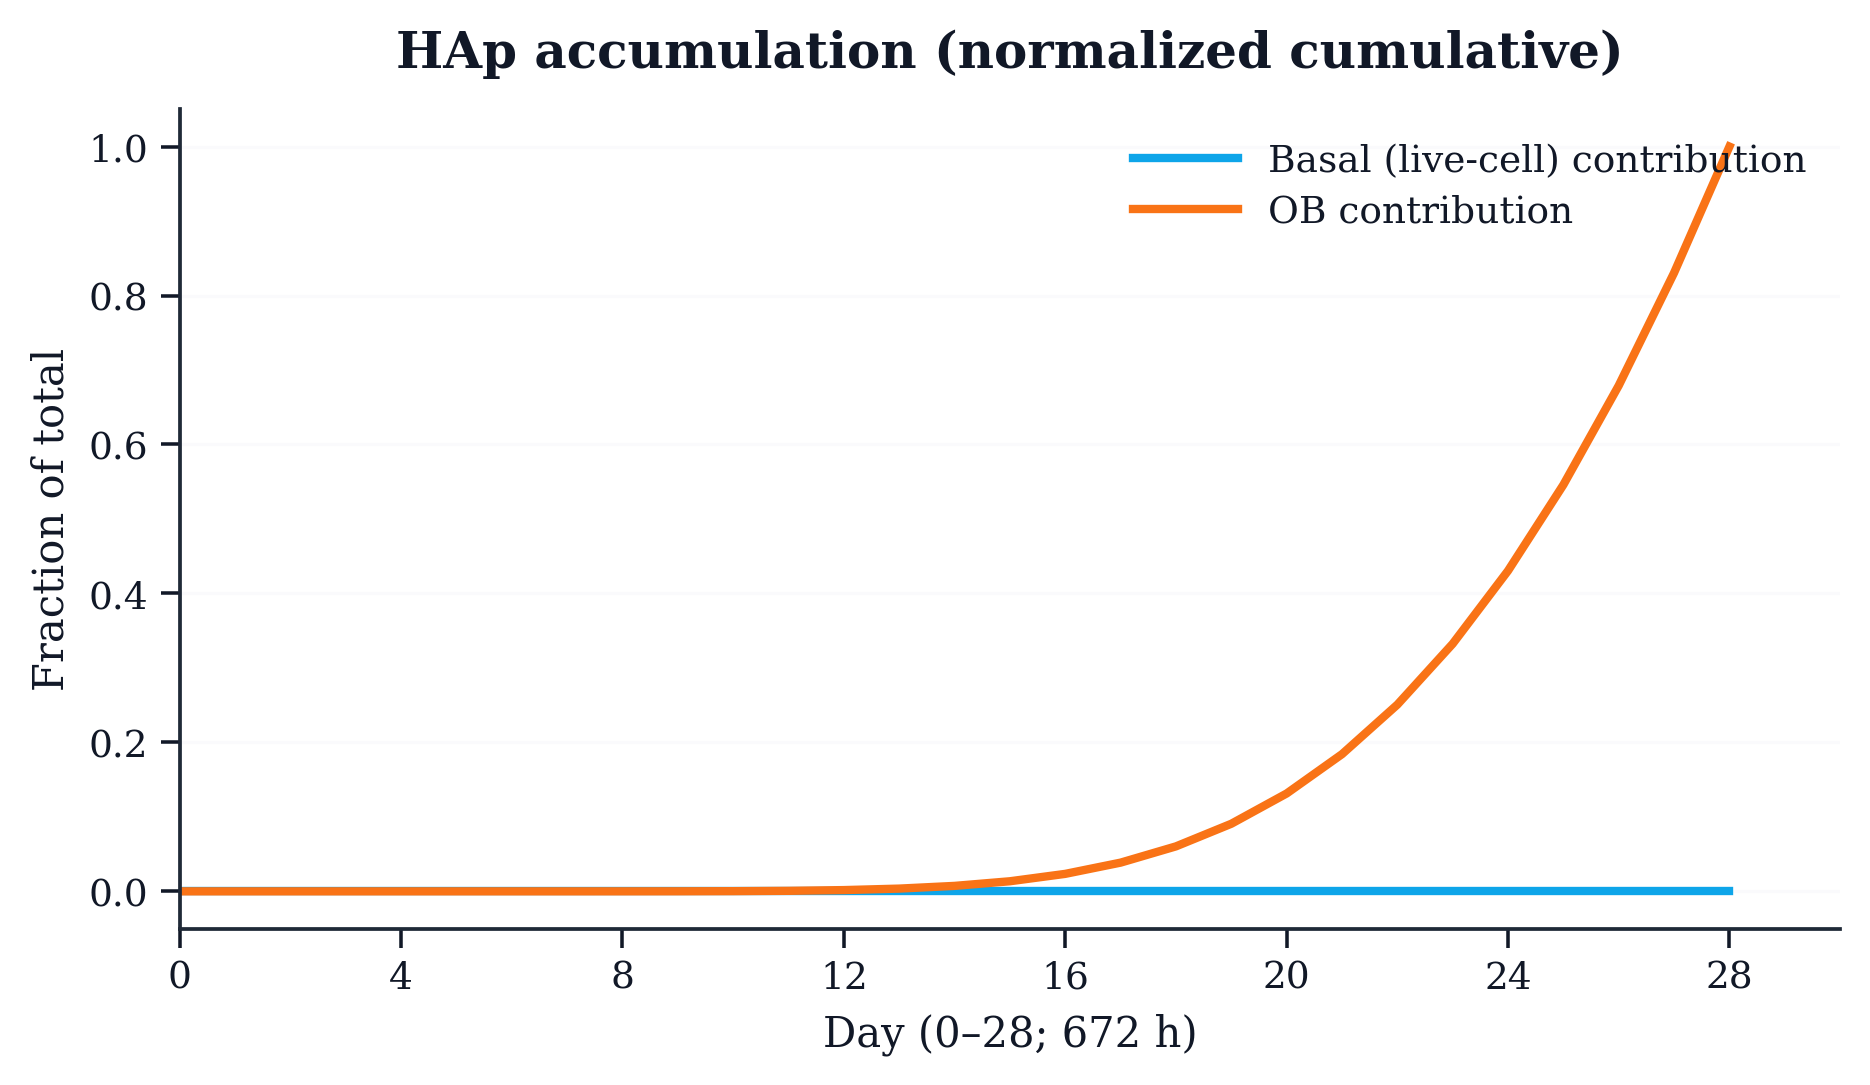 HAp accumulation (normalized cumulative)
Basal (live-cell) contribution
OB contribution
Fraction of total
1.0
0.8
0.6
0.4
0.2
0.0
0 4 8 12 16 20 24 28
Day (0–28; 672 h)